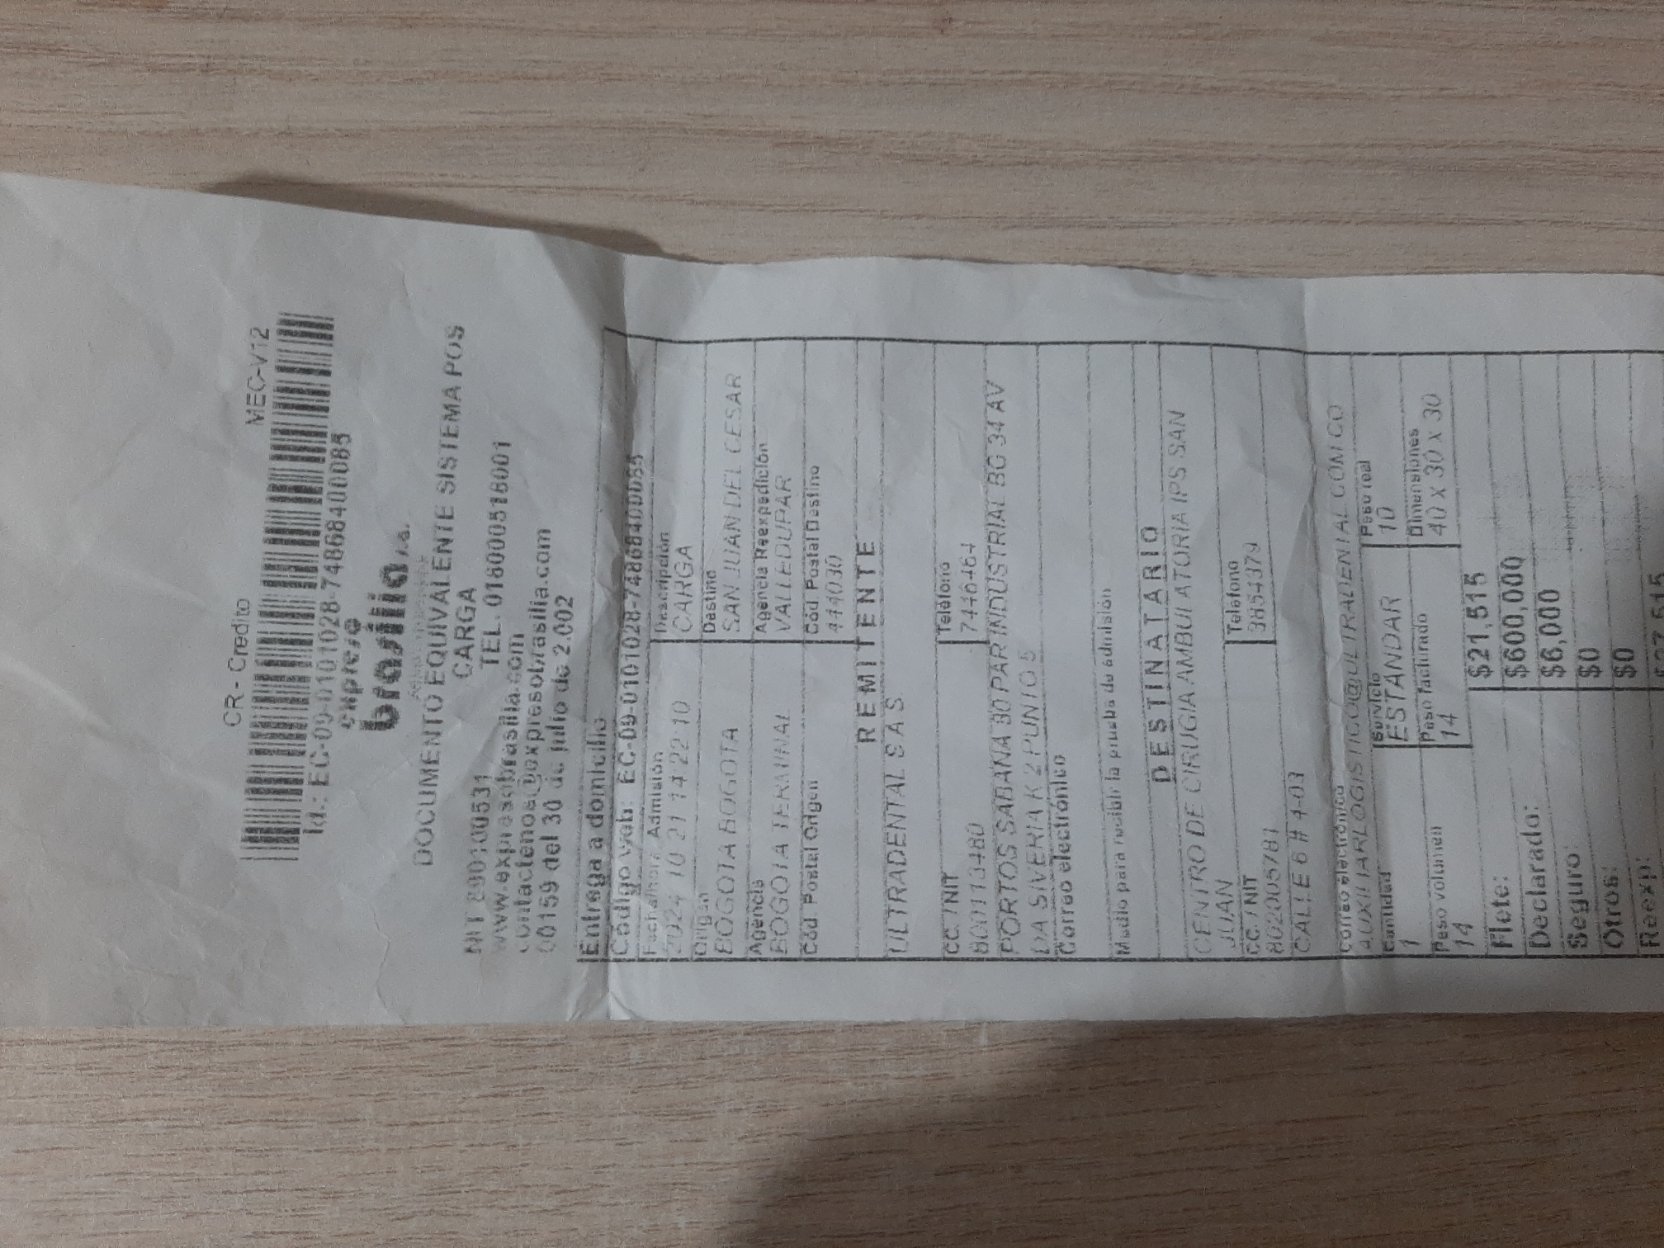 CR - Credito MEC-V12
Id.: EC-09-0101028-74868400085
expreso
brasilia s.a.
DOCUMENTO EQUIVALENTE SISTEMA POS
CARGA
NIT 890100531 TEL. 018000518001
www.expresobrasilia.com
contactenos@expresobrasilia.com
00159 del 30 de julio de 2.002
Entrega a domicilio
Código web: EC-09-0101028-74868400085
Fecha/hora Admisión Descripción
2024 10 21 14 22 10 CARGA
Origen Destino
BOGOTA BOGOTA SAN JUAN DEL CESAR
Agencia Agencia Reexpedición
BOGOTA TERMINAL VALLEDUPAR
Cód Postal Origen Cód Postal Destino
444030
REMITENTE
ULTRADENTAL S A S
CC. / NIT Teléfono
800113480 7446464
PORTOS SABANA 80 PAR INDUSTRIAL BG 34 AV
DA SIVERIA K 2 PUNTO 5
Correo electrónico
Medio para recibir la prueba de admisión
DESTINATARIO
CENTRO DE CIRUGIA AMBULATORIA IPS SAN
JUAN
CC. / NIT Teléfono
802005781 3854379
CALLE 6 # 4-03
Correo electrónico
AUXILIARLOGISTICO@ULTRADENTAL.COM.CO
Cantidad Servicio Peso real
1 ESTANDAR 10
Peso volumen Peso facturado Dimensiones
14 14 40 X 30 X 30
Flete: $21,515
Declarado: $600,000
Seguro: $6,000
Otros: $0
Reexp: $0